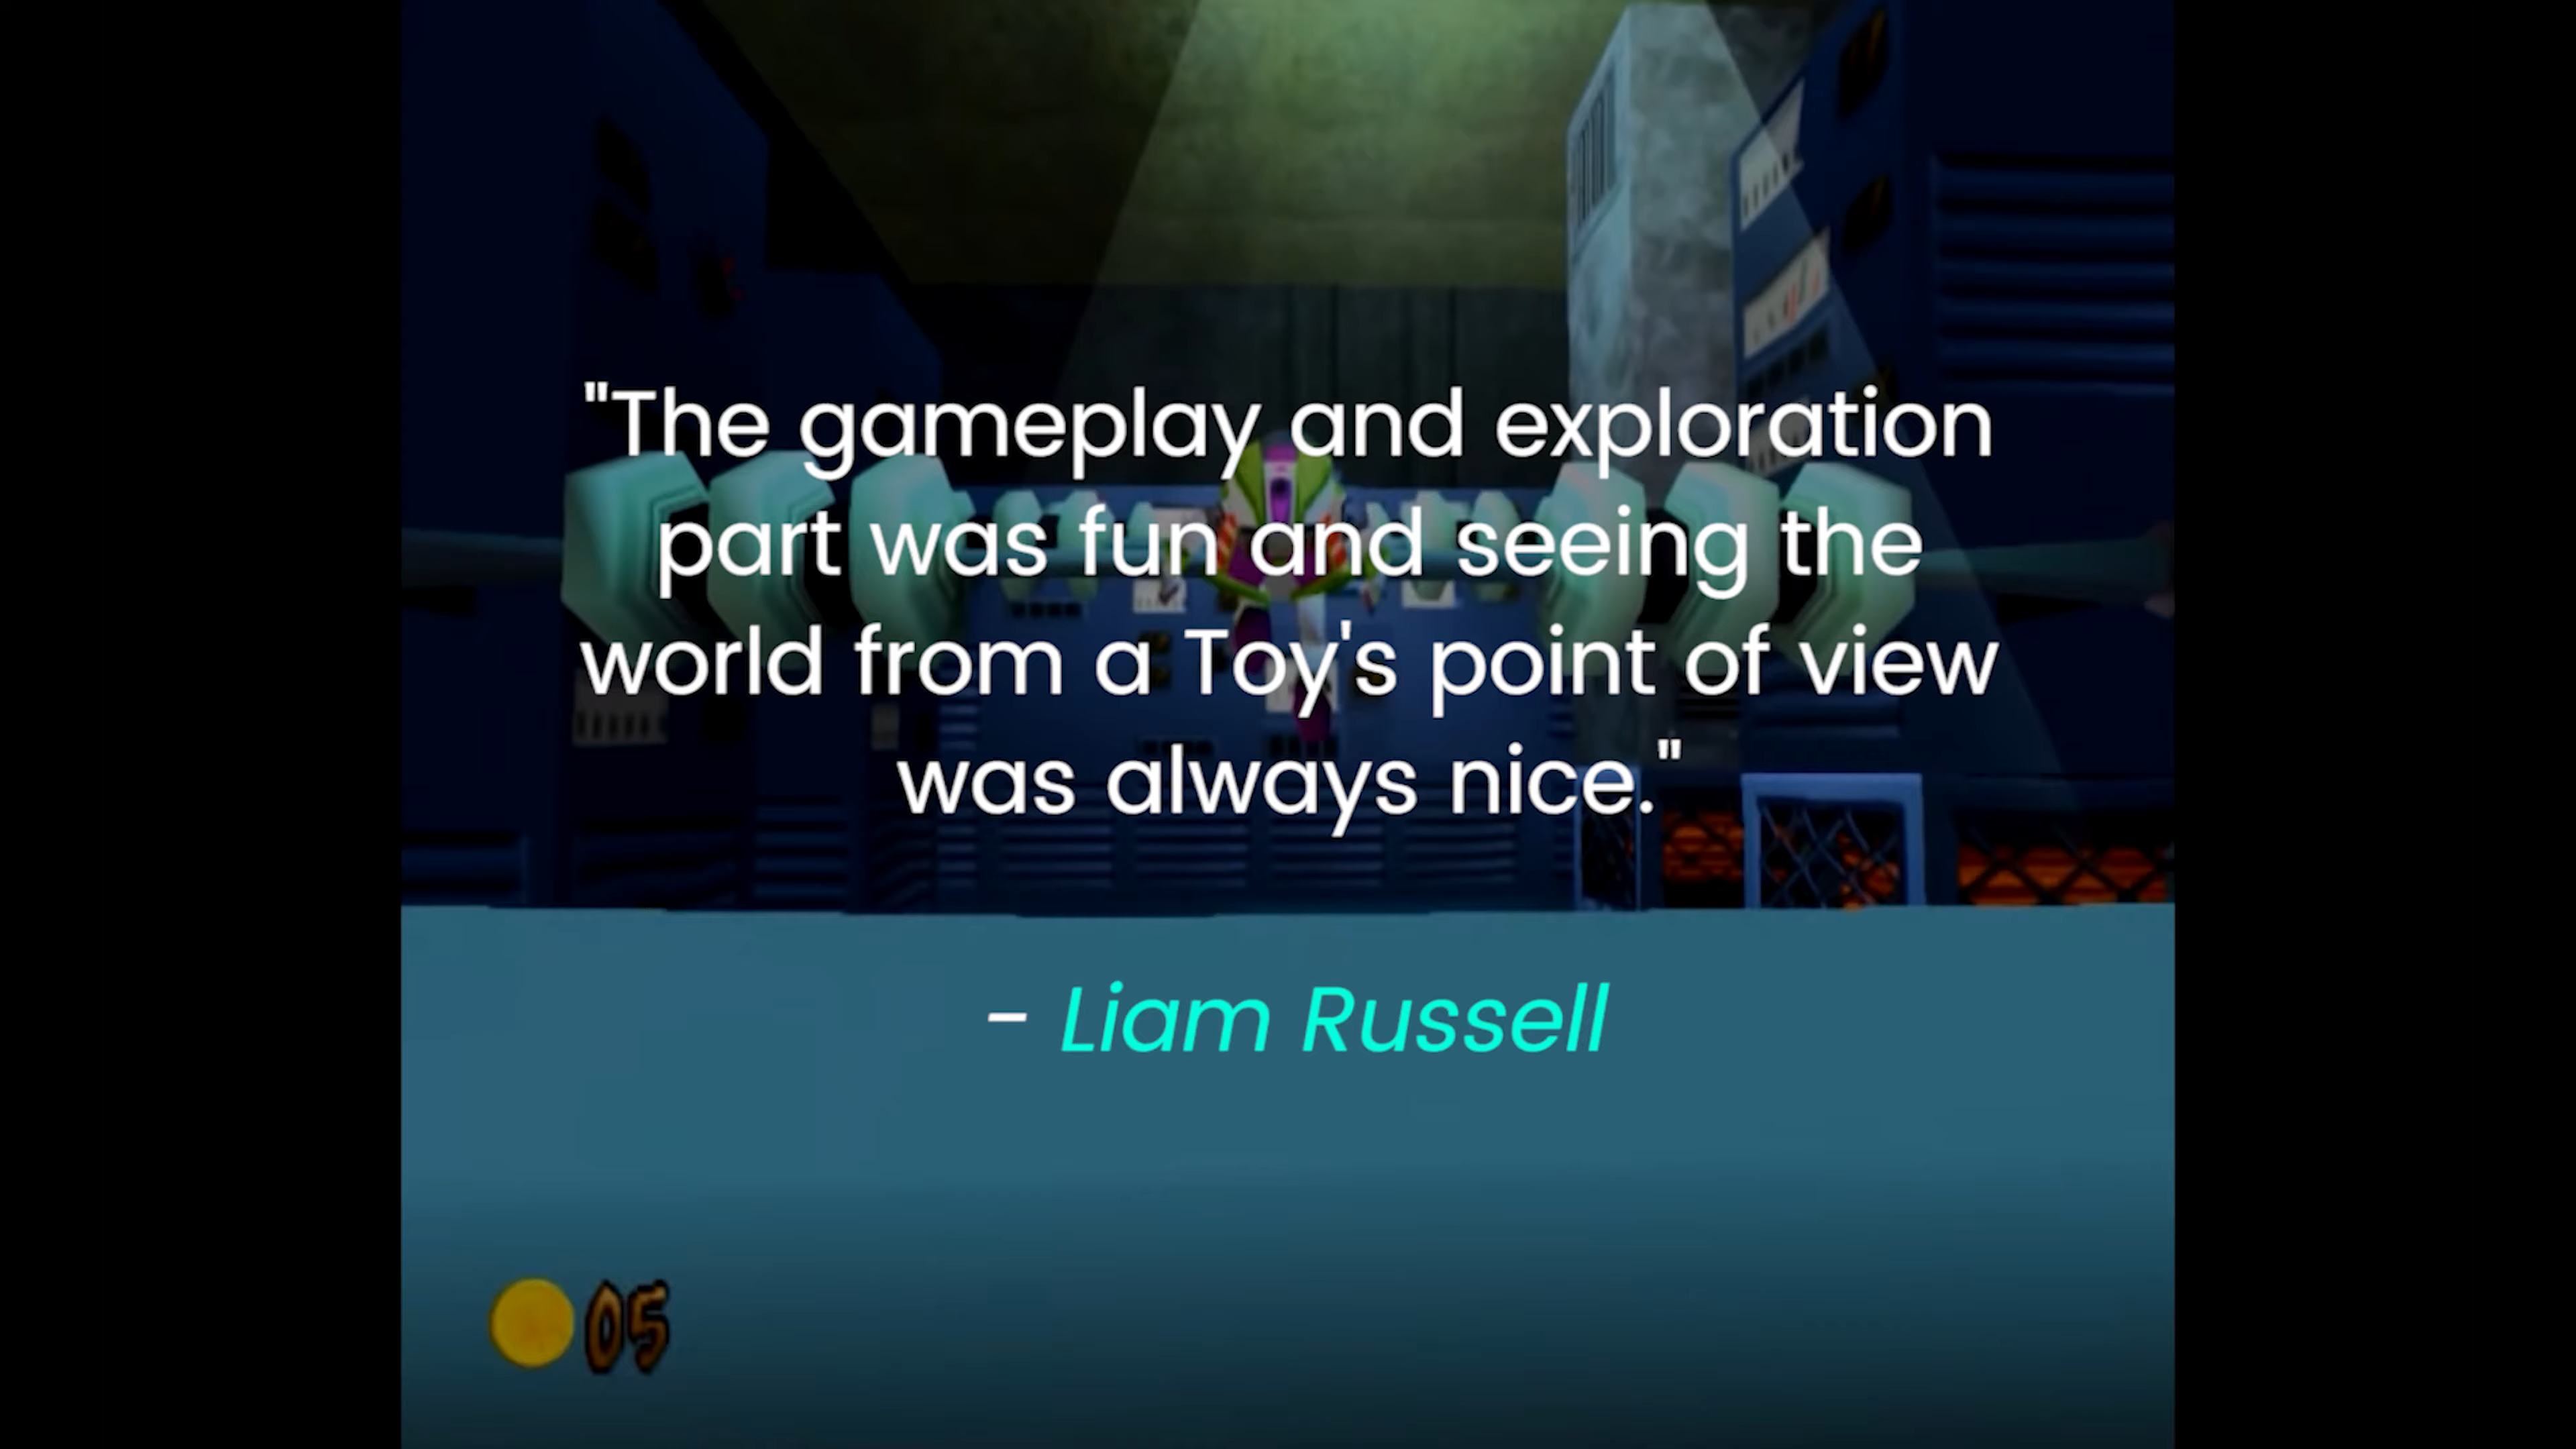 "The gameplay and exploration
part was fun and seeing the
world from a Toy's point of view
was always nice."
- Liam Russell
05